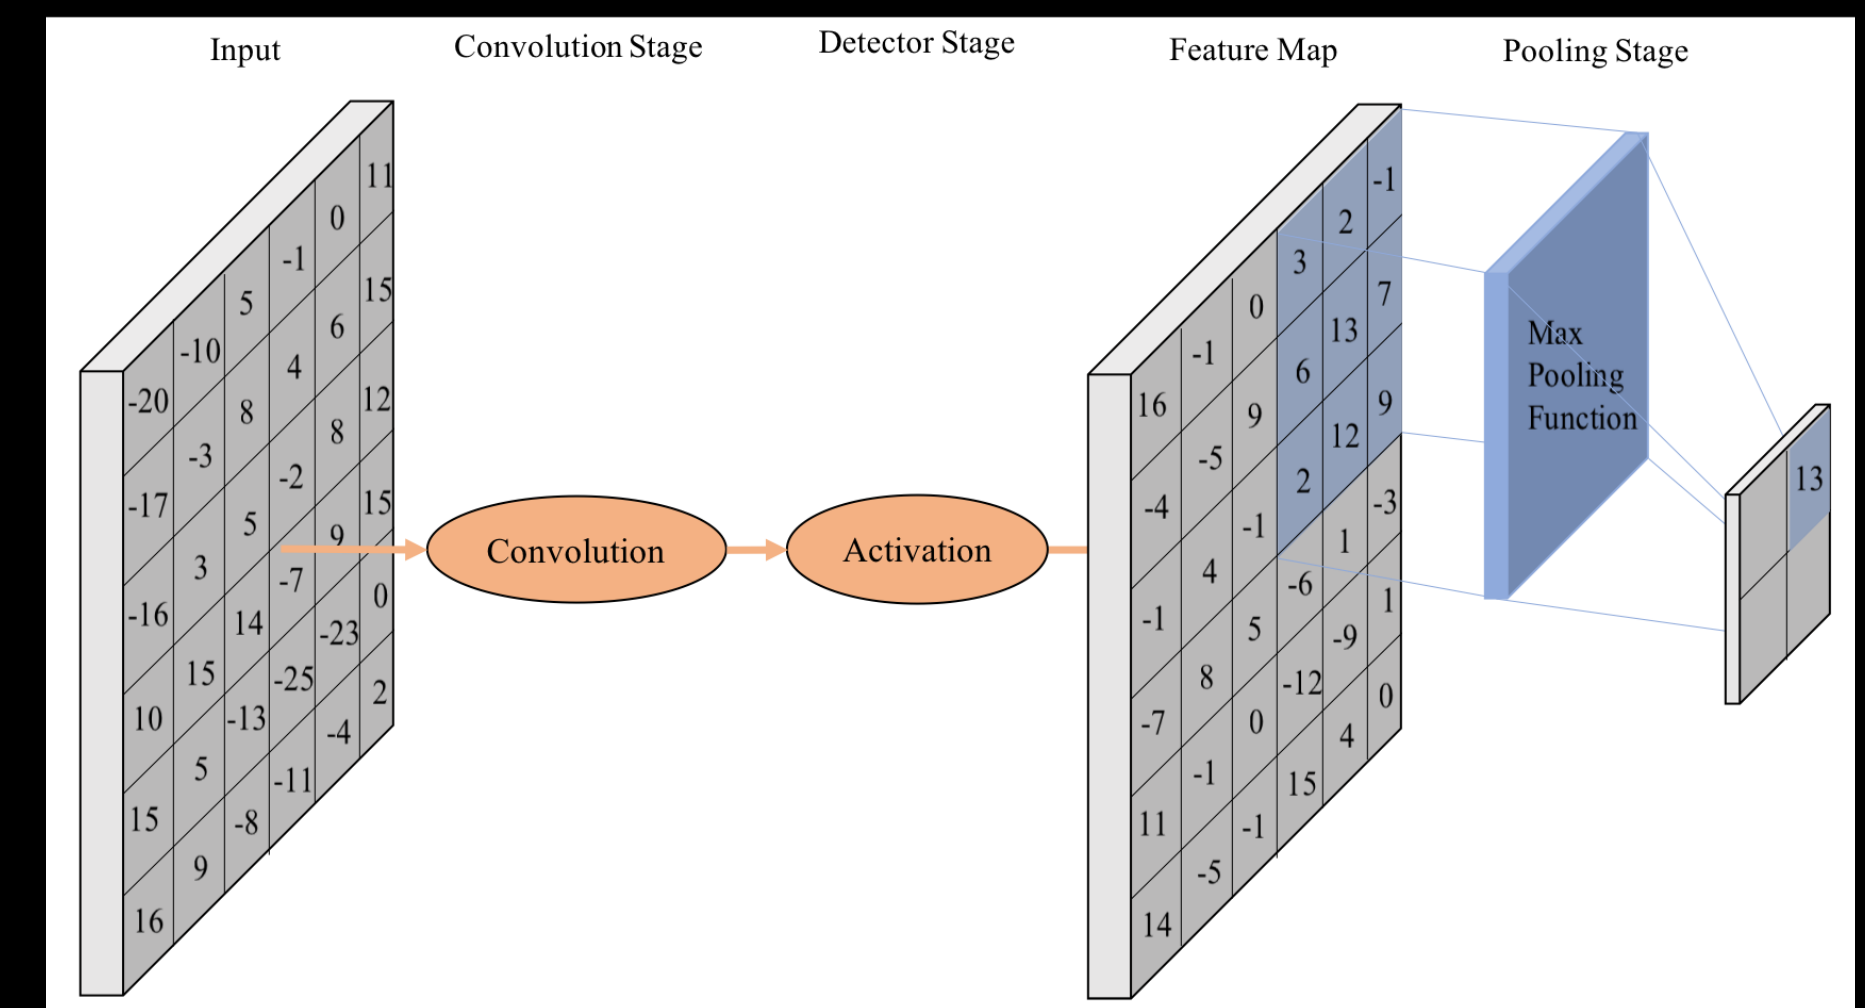 Input
Convolution Stage
Detector Stage
Feature Map
Pooling Stage
-20 -10 5 -1 0 11
-17 -3 8 4 6 15
-16 3 5 -2 8 12
10 15 14 -7 9 15
15 5 -13 -25 -23 0
16 9 -8 -11 -4 2
Convolution
Activation
16 -1 0 3 2 -1
-4 -5 9 6 13 7
-1 4 -1 2 12 9
-7 8 5 -6 1 -3
11 -1 0 -12 -9 1
14 -5 -1 15 4 0
Max
Pooling
Function
13